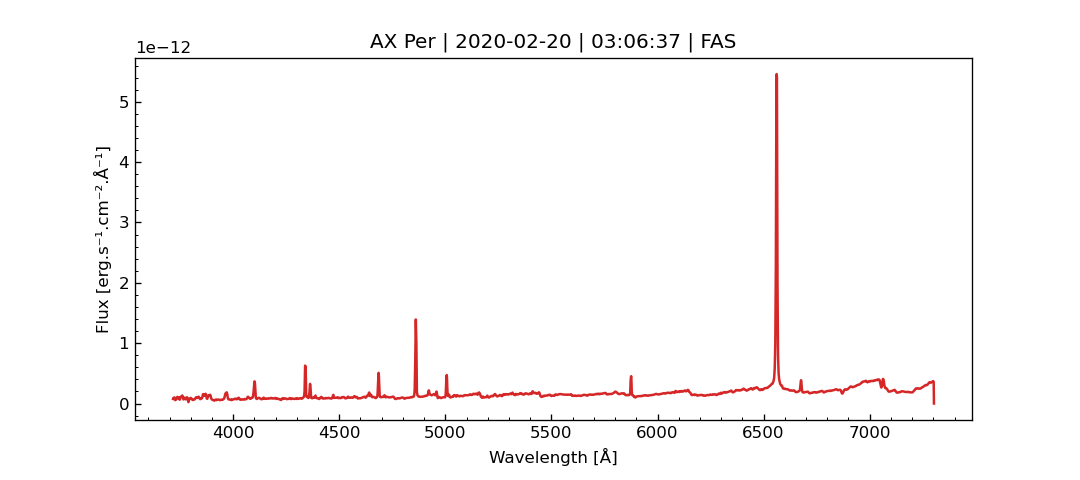 AX Per | 2020-02-20 | 03:06:37 | FAS
1e−12
5
4
3
2
1
0
Flux [erg.s⁻¹.cm⁻².Å⁻¹]
4000 4500 5000 5500 6000 6500 7000
Wavelength [Å]